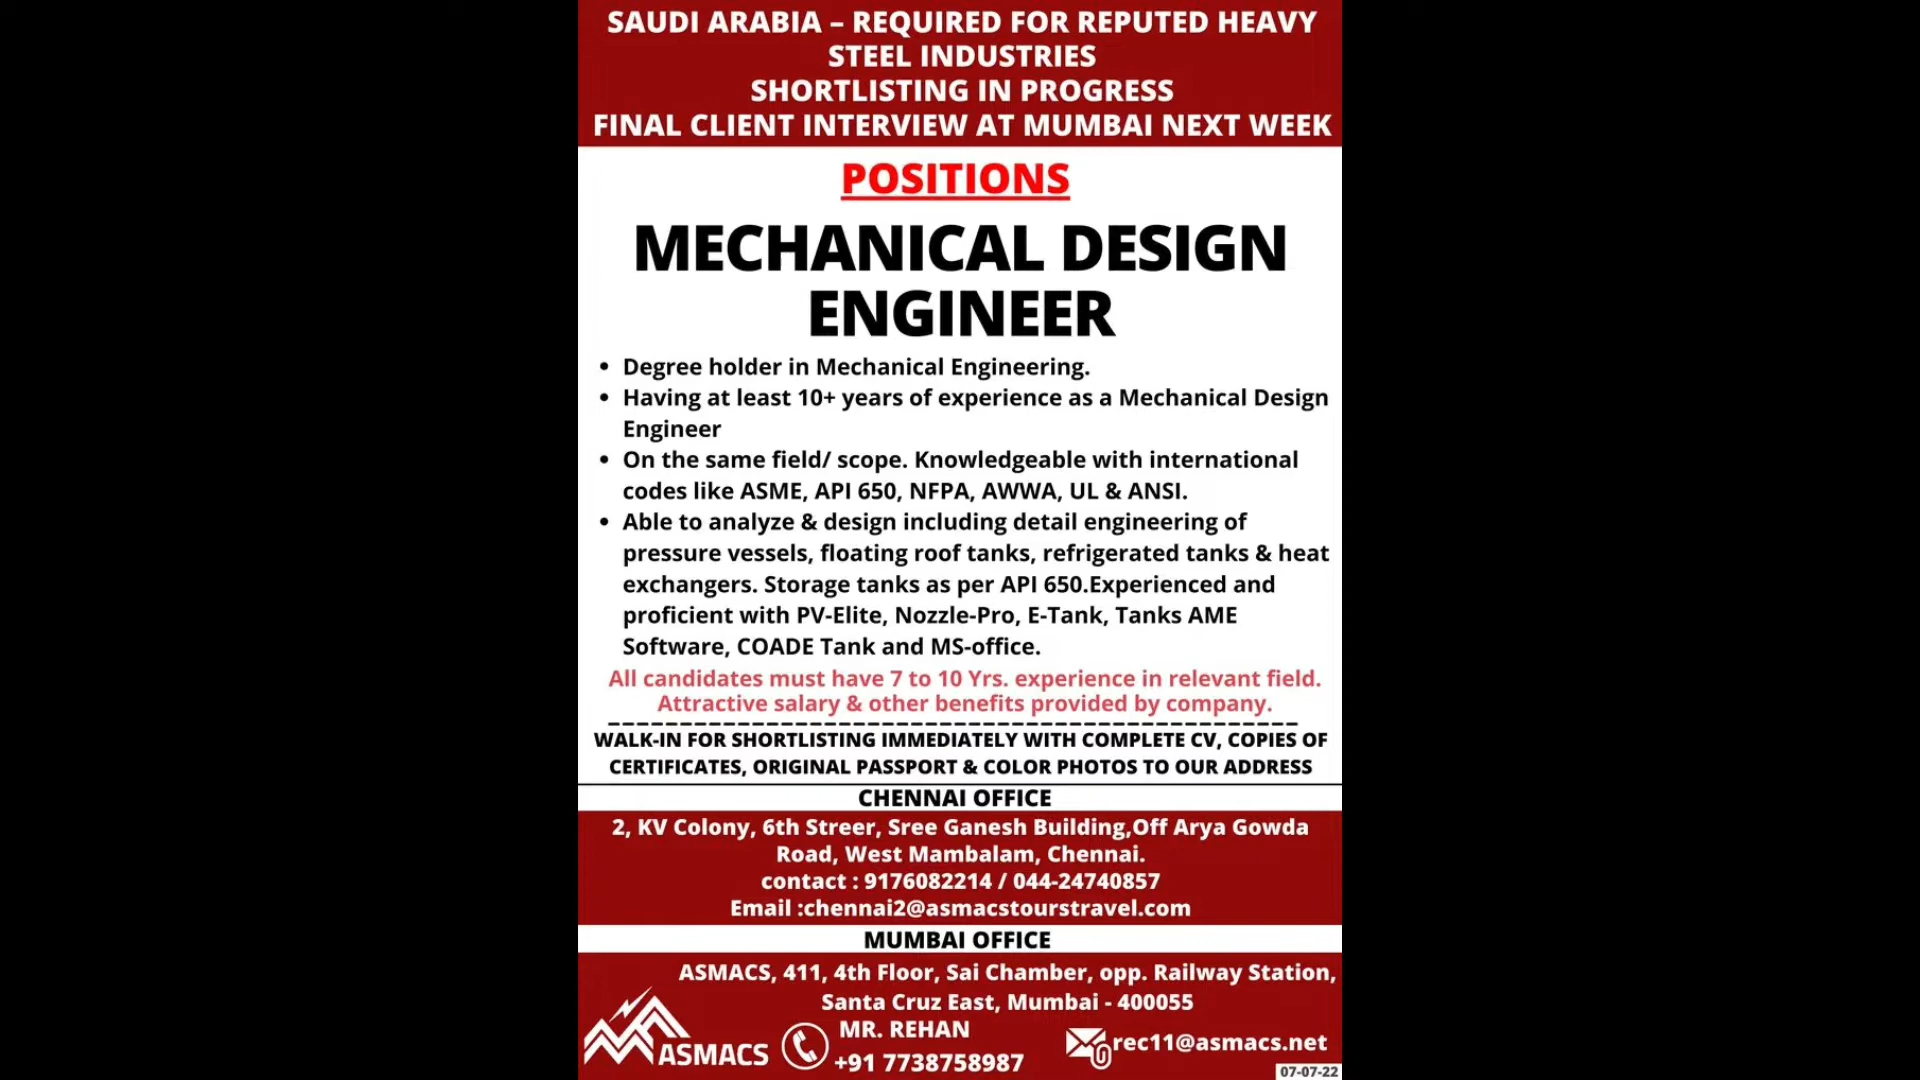 SAUDI ARABIA – REQUIRED FOR REPUTED HEAVY
STEEL INDUSTRIES
SHORTLISTING IN PROGRESS
FINAL CLIENT INTERVIEW AT MUMBAI NEXT WEEK
POSITIONS
MECHANICAL DESIGN
ENGINEER
• Degree holder in Mechanical Engineering.
• Having at least 10+ years of experience as a Mechanical Design
Engineer
• On the same field/ scope. Knowledgeable with international
codes like ASME, API 650, NFPA, AWWA, UL & ANSI.
• Able to analyze & design including detail engineering of
pressure vessels, floating roof tanks, refrigerated tanks & heat
exchangers. Storage tanks as per API 650.Experienced and
proficient with PV-Elite, Nozzle-Pro, E-Tank, Tanks AME
Software, COADE Tank and MS-office.
All candidates must have 7 to 10 Yrs. experience in relevant field.
Attractive salary & other benefits provided by company.
WALK-IN FOR SHORTLISTING IMMEDIATELY WITH COMPLETE CV, COPIES OF
CERTIFICATES, ORIGINAL PASSPORT & COLOR PHOTOS TO OUR ADDRESS
CHENNAI OFFICE
2, KV Colony, 6th Streer, Sree Ganesh Building,Off Arya Gowda
Road, West Mambalam, Chennai.
contact : 9176082214 / 044-24740857
Email :chennai2@asmacstourstravel.com
MUMBAI OFFICE
ASMACS, 411, 4th Floor, Sai Chamber, opp. Railway Station,
Santa Cruz East, Mumbai - 400055
MR. REHAN
+91 7738758987
rec11@asmacs.net
ASMACS
07-07-22